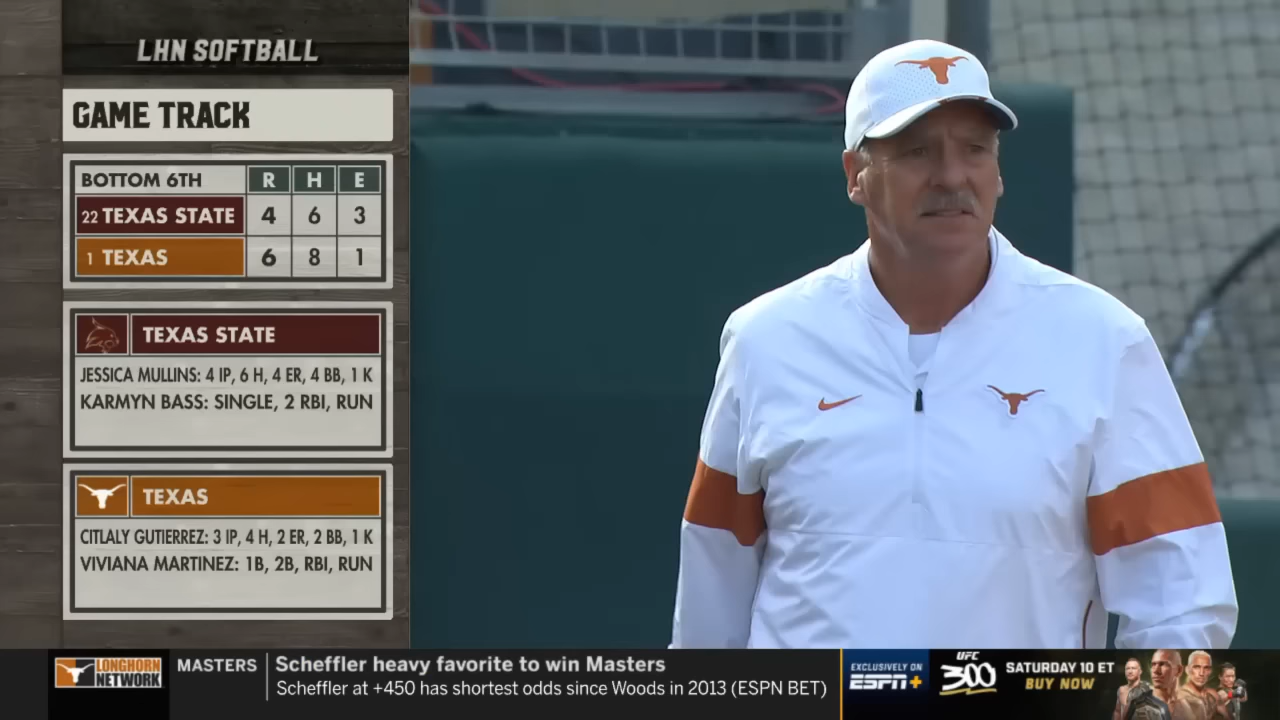 LHN SOFTBALL
GAME TRACK
BOTTOM 6TH R H E
22 TEXAS STATE 4 6 3
1 TEXAS 6 8 1
TEXAS STATE
JESSICA MULLINS: 4 IP, 6 H, 4 ER, 4 BB, 1 K
KARMYN BASS: SINGLE, 2 RBI, RUN
TEXAS
CITLALY GUTIERREZ: 3 IP, 4 H, 2 ER, 2 BB, 1 K
VIVIANA MARTINEZ: 1B, 2B, RBI, RUN
LONGHORN
NETWORK
MASTERS
Scheffler heavy favorite to win Masters
Scheffler at +450 has shortest odds since Woods in 2013 (ESPN BET)
EXCLUSIVELY ON
ESPN+
UFC
300
SATURDAY 10 ET
BUY NOW